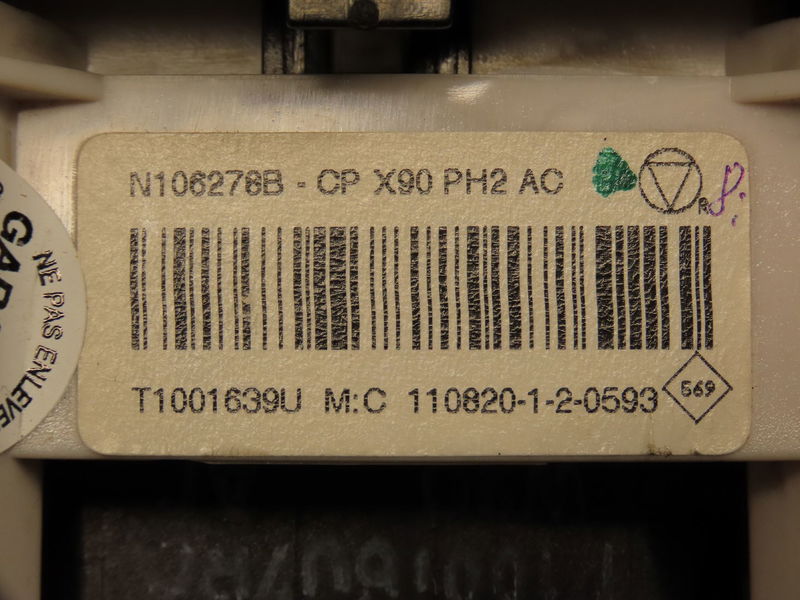 N106278B - CP X90 PH2 AC
R
T1001639U M:C 110820-1-2-0593
569
NE PAS ENLEVE